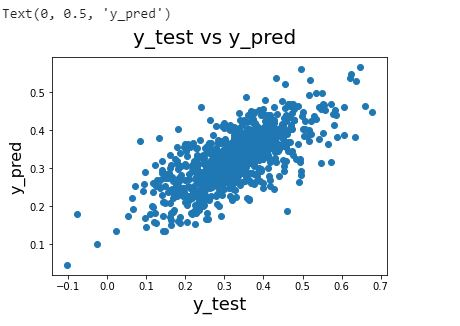 Text(0, 0.5, 'y_pred')
y_test vs y_pred
0.5
0.4
0.3
0.2
0.1
y_pred
−0.1 0.0 0.1 0.2 0.3 0.4 0.5 0.6 0.7
y_test